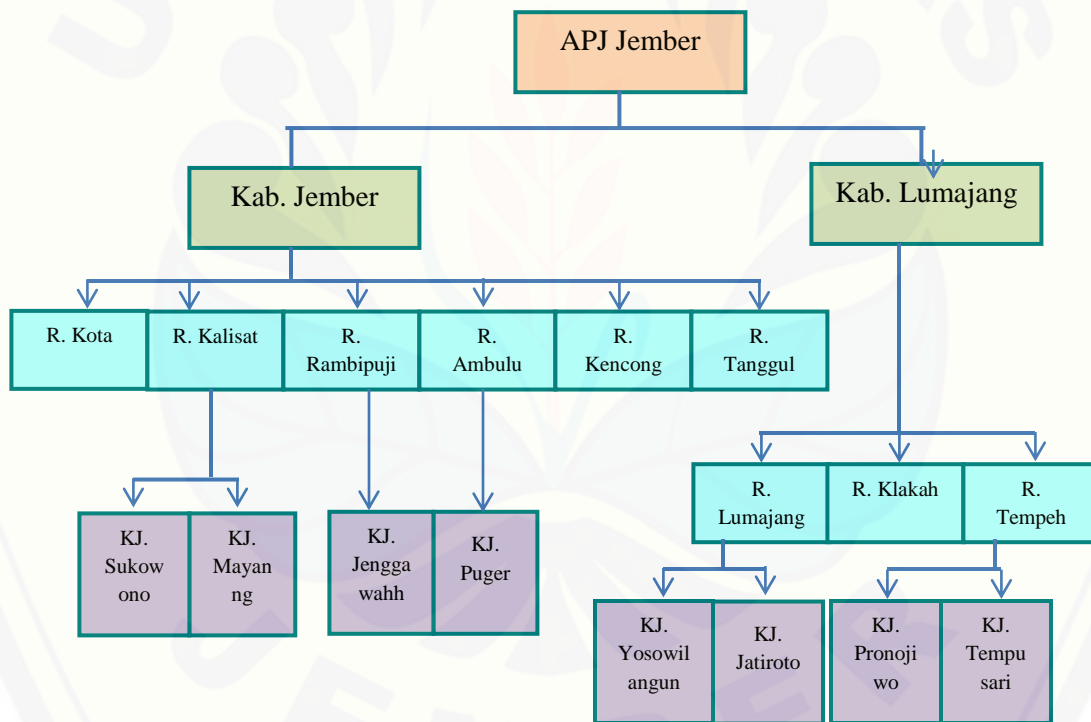 APJ Jember
Kab. Jember
Kab. Lumajang
R. Kota
R. Kalisat
R.
Rambipuji
R.
Ambulu
R.
Kencong
R.
Tanggul
R.
Lumajang
R. Klakah
R.
Tempeh
KJ.
Sukow
ono
KJ.
Mayan
ng
KJ.
Jengga
wahh
KJ.
Puger
KJ.
Yosowil
angun
KJ.
Jatiroto
KJ.
Pronoji
wo
KJ.
Tempu
sari